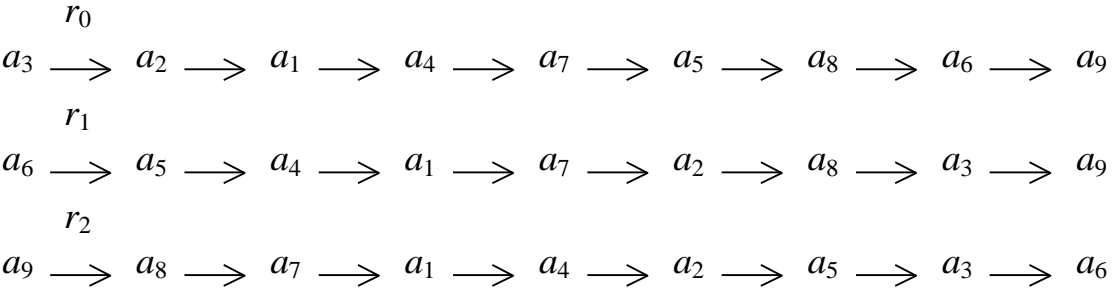 r₀
a₃ ⟶ a₂ ⟶ a₁ ⟶ a₄ ⟶ a₇ ⟶ a₅ ⟶ a₈ ⟶ a₆ ⟶ a₉
r₁
a₆ ⟶ a₅ ⟶ a₄ ⟶ a₁ ⟶ a₇ ⟶ a₂ ⟶ a₈ ⟶ a₃ ⟶ a₉
r₂
a₉ ⟶ a₈ ⟶ a₇ ⟶ a₁ ⟶ a₄ ⟶ a₂ ⟶ a₅ ⟶ a₃ ⟶ a₆